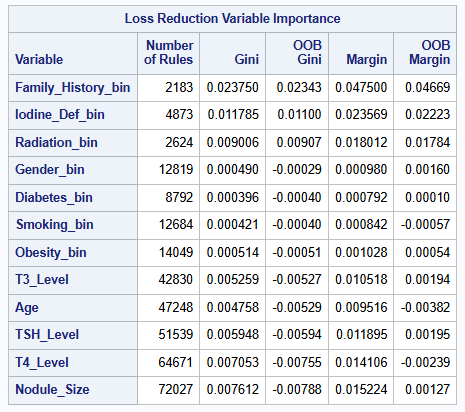 Loss Reduction Variable Importance
Variable Number of Rules Gini OOB Gini Margin OOB Margin
Family_History_bin 2183 0.023750 0.02343 0.047500 0.04669
Iodine_Def_bin 4873 0.011785 0.01100 0.023569 0.02223
Radiation_bin 2624 0.009006 0.00907 0.018012 0.01784
Gender_bin 12819 0.000490 -0.00029 0.000980 0.00160
Diabetes_bin 8792 0.000396 -0.00040 0.000792 0.00010
Smoking_bin 12684 0.000421 -0.00040 0.000842 -0.00057
Obesity_bin 14049 0.000514 -0.00051 0.001028 0.00054
T3_Level 42830 0.005259 -0.00527 0.010518 0.00194
Age 47248 0.004758 -0.00529 0.009516 -0.00382
TSH_Level 51539 0.005948 -0.00594 0.011895 0.00195
T4_Level 64671 0.007053 -0.00755 0.014106 -0.00239
Nodule_Size 72027 0.007612 -0.00788 0.015224 0.00127